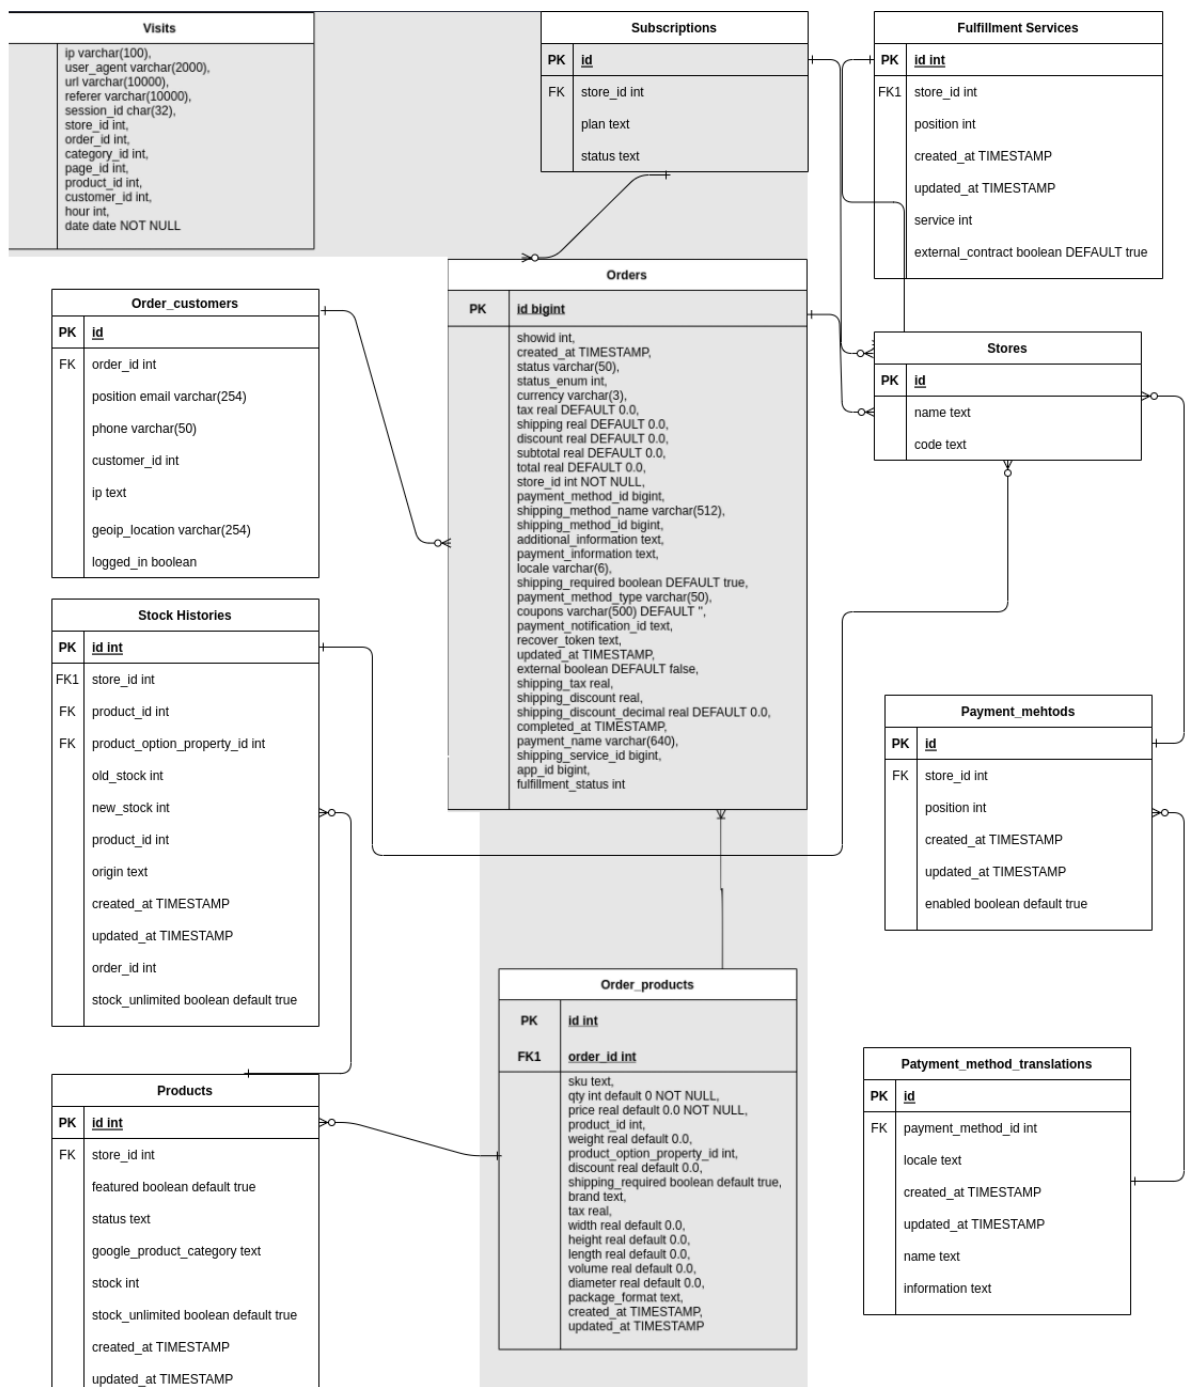 Visits
ip varchar(100),
user_agent varchar(2000),
url varchar(10000),
referer varchar(10000),
session_id char(32),
store_id int,
order_id int,
category_id int,
page_id int,
product_id int,
customer_id int,
hour int,
date date NOT NULL
Subscriptions
PK id
FK store_id int
plan text
status text
Fulfillment Services
PK id int
FK1 store_id int
position int
created_at TIMESTAMP
updated_at TIMESTAMP
service int
external_contract boolean DEFAULT true
Order_customers
PK id
FK order_id int
position email varchar(254)
phone varchar(50)
customer_id int
ip text
geoip_location varchar(254)
logged_in boolean
Orders
PK id bigint
showid int,
created_at TIMESTAMP,
status varchar(50),
status_enum int,
currency varchar(3),
tax real DEFAULT 0.0,
shipping real DEFAULT 0.0,
discount real DEFAULT 0.0,
subtotal real DEFAULT 0.0,
total real DEFAULT 0.0,
store_id int NOT NULL,
payment_method_id bigint,
shipping_method_name varchar(512),
shipping_method_id bigint,
additional_information text,
payment_information text,
locale varchar(6),
shipping_required boolean DEFAULT true,
payment_method_type varchar(50),
coupons varchar(500) DEFAULT '',
payment_notification_id text,
recover_token text,
updated_at TIMESTAMP,
external boolean DEFAULT false,
shipping_tax real,
shipping_discount real,
shipping_discount_decimal real DEFAULT 0.0,
completed_at TIMESTAMP,
payment_name varchar(640),
shipping_service_id bigint,
app_id bigint,
fulfillment_status int
Stores
PK id
name text
code text
Stock Histories
PK id int
FK1 store_id int
FK product_id int
FK product_option_property_id int
old_stock int
new_stock int
product_id int
origin text
created_at TIMESTAMP
updated_at TIMESTAMP
order_id int
stock_unlimited boolean default true
Payment_mehtods
PK id
FK store_id int
position int
created_at TIMESTAMP
updated_at TIMESTAMP
enabled boolean default true
Order_products
PK id int
FK1 order_id int
sku text,
qty int default 0 NOT NULL,
price real default 0.0 NOT NULL,
product_id int,
weight real default 0.0,
product_option_property_id int,
discount real default 0.0,
shipping_required boolean default true,
brand text,
tax real,
width real default 0.0,
height real default 0.0,
length real default 0.0,
volume real default 0.0,
diameter real default 0.0,
package_format text,
created_at TIMESTAMP,
updated_at TIMESTAMP
Patyment_method_translations
PK id
FK payment_method_id int
locale text
created_at TIMESTAMP
updated_at TIMESTAMP
name text
information text
Products
PK id int
FK store_id int
featured boolean default true
status text
google_product_category text
stock int
stock_unlimited boolean default true
created_at TIMESTAMP
updated_at TIMESTAMP